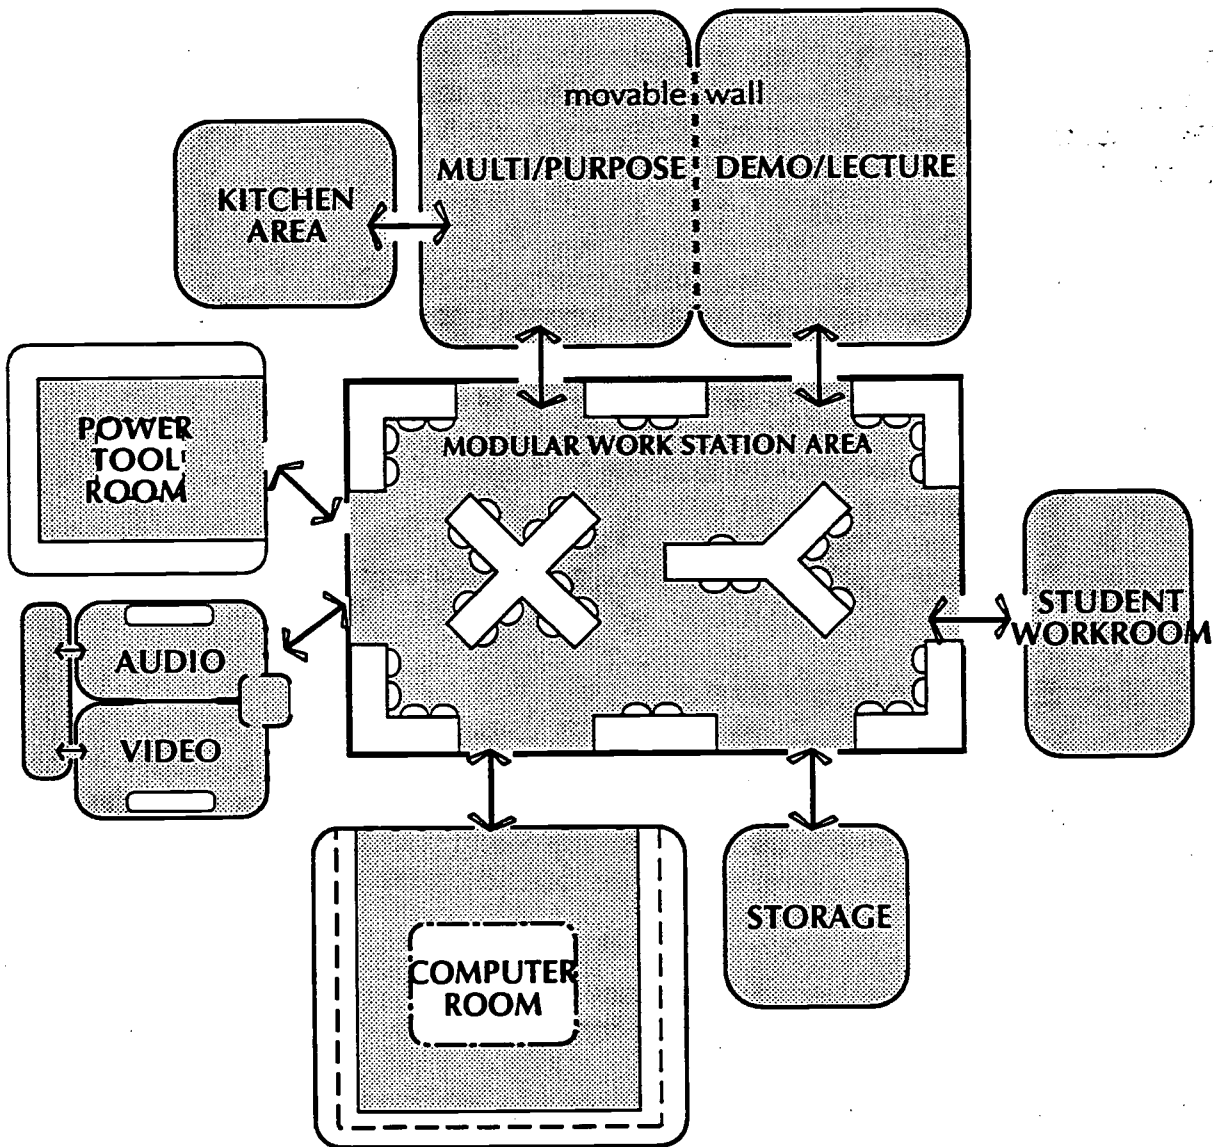 movable wall
MULTI/PURPOSE
DEMO/LECTURE
KITCHEN
AREA
POWER
TOOL
ROOM
MODULAR WORK STATION AREA
STUDENT
WORKROOM
AUDIO
VIDEO
STORAGE
COMPUTER
ROOM